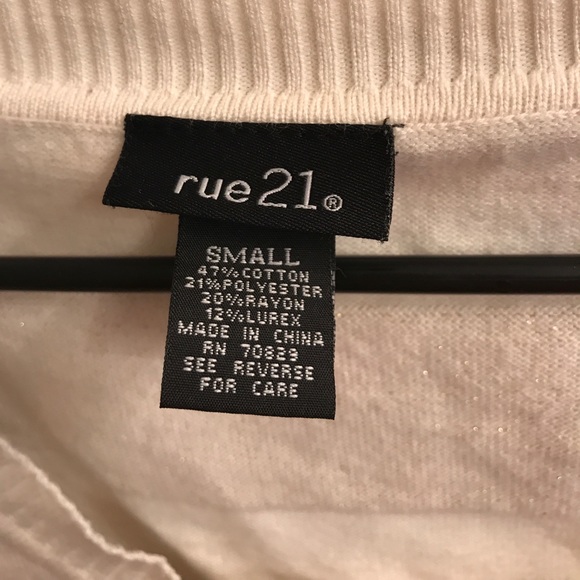 rue21®
SMALL
47%COTTON
21%POLYESTER
20%RAYON
12%LUREX
MADE IN CHINA
RN 70829
SEE REVERSE
FOR CARE